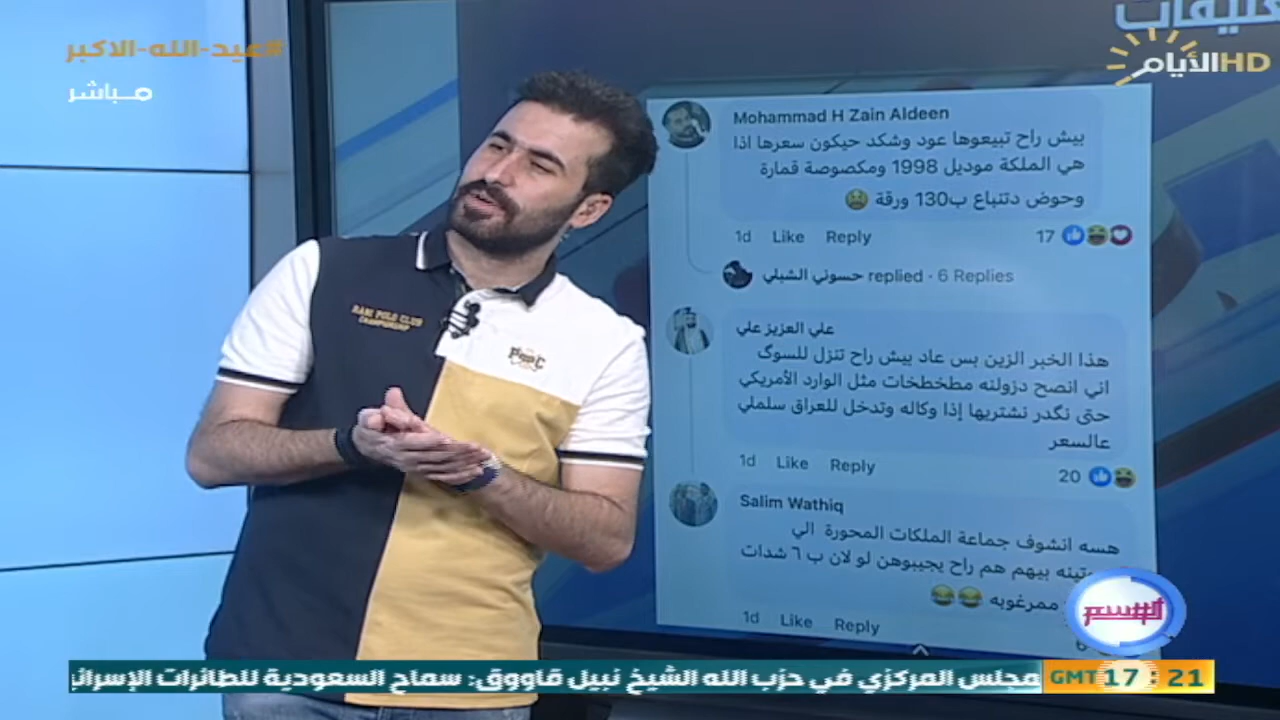 تعليقات
#عيد-الله-الاكبر
مباشر
الأيام HD
Mohammad H Zain Aldeen
بيش راح تبيعوها عود وشكد حيكون سعرها اذا
هي الملكة موديل 1998 ومكصوصة قمارة
وحوض دتنباع ب130 ورقة
1d Like Reply 17
حسوني الشبلي replied · 6 Replies
علي العزيز علي
هذا الخبر الزين بس عاد بيش راح تنزل للسوگ
اني انصح دزولنه مطخطخات مثل الوارد الأمريكي
حتى نگدر نشتريها إذا وكاله وتدخل للعراق سلملي
عالسعر
1d Like Reply 20
Salim Wathiq
هسه انشوف جماعة الملكات المحورة الي
بيهم هم راح يجيبوهن لو لان ب ٦ شدات
ممرغوبه
1d Like Reply
POLO CLUB
CHAMPIONSHIP
مجلس المركزي في حزب الله الشيخ نبيل قاووق: سماح السعودية للطائرات
GMT 17:21